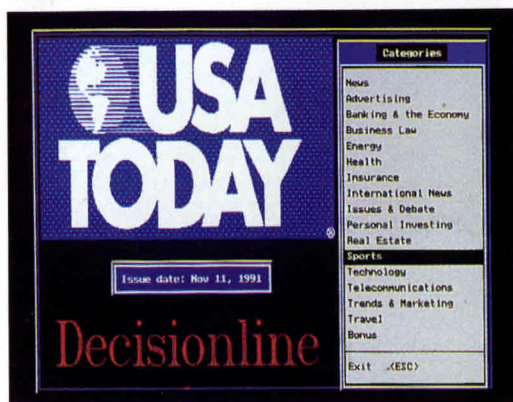 USA
TODAY®
Issue date: Nov 11, 1991
Decisionline
Categories
News
Advertising
Banking & the Economy
Business Law
Energy
Health
Insurance
International News
Issues & Debate
Personal Investing
Real Estate
Sports
Technology
Telecommunications
Trends & Marketing
Travel
Bonus
Exit .<ESC>